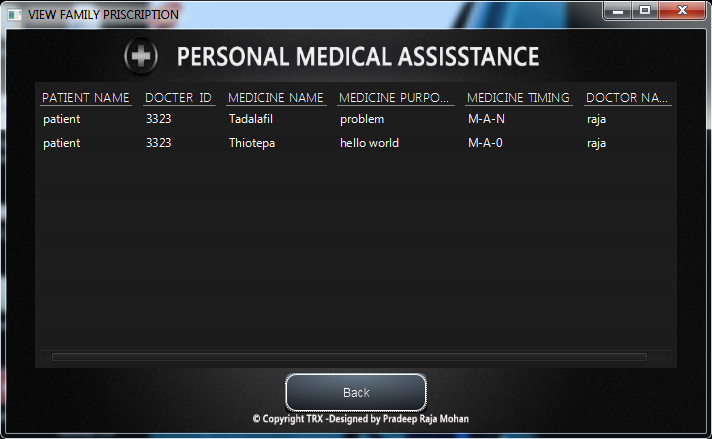 VIEW FAMILY PRISCRIPTION
PERSONAL MEDICAL ASSISSTANCE
PATIENT NAME DOCTER ID MEDICINE NAME MEDICINE PURPO... MEDICINE TIMING DOCTOR NA...
patient 3323 Tadalafil problem M-A-N raja
patient 3323 Thiotepa hello world M-A-0 raja
Back
© Copyright TRX -Designed by Pradeep Raja Mohan